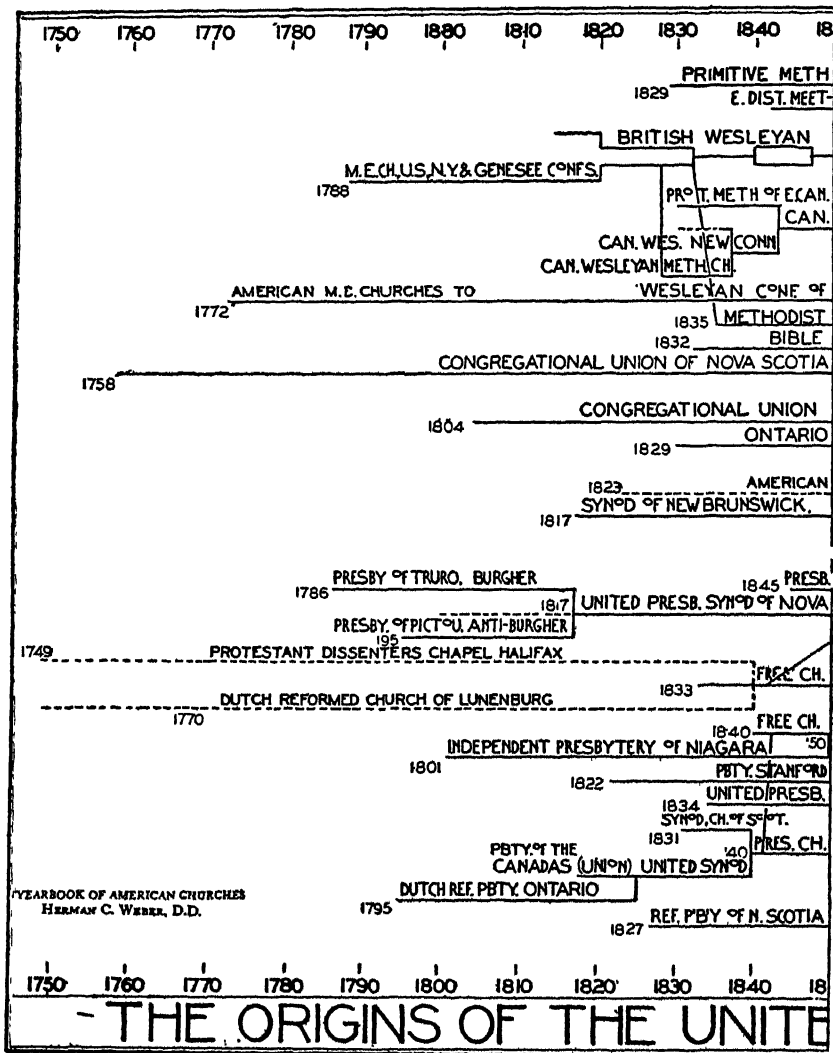 1750 1760 1770 1780 1790 1800 1810 1820 1830 1840 18
PRIMITIVE METH
1829
E. DIST. MEET-
BRITISH WESLEYAN
M.E.CH,U.S,N.Y.& GENESEE CONFS.
1788
PROT. METH OF E.CAN.
CAN.
CAN. WES. NEW CONN
CAN. WESLEYAN METH CH.
AMERICAN M.E. CHURCHES TO WESLEYAN CONE OF
1772
1835 METHODIST
1832 BIBLE
CONGREGATIONAL UNION OF NOVA SCOTIA
1758
CONGREGATIONAL UNION
1804
ONTARIO
1829
1823 AMERICAN
SYNOD OF NEW BRUNSWICK,
1817
PRESBY OF TRURO. BURGHER
1786
1845 PRESB.
1817 UNITED PRESB. SYNOD OF NOVA
PRESBY. OF PICTOU. ANTI-BURGHER
195
1749 PROTESTANT DISSENTERS CHAPEL HALIFAX
FREE CH.
1833
DUTCH REFORMED CHURCH OF LUNENBURG
1770
FREE CH.
1840 '50
INDEPENDENT PRESBYTERY OF NIAGARA
1801
PBTY. STANFORD
1822
UNITED PRESB.
1834
SYNOD, CH. OF SCOT.
1831
'40 PRES. CH.
PBTY. OF THE
CANADAS (UNION) UNITED SYNOD
DUTCH REF. PBTY. ONTARIO
1795
YEARBOOK OF AMERICAN CHURCHES
HERMAN C. WEBER, D.D.
REF. PBY OF N. SCOTIA
1827
1750 1760 1770 1780 1790 1800 1810 1820 1830 1840 18
THE ORIGINS OF THE UNITE